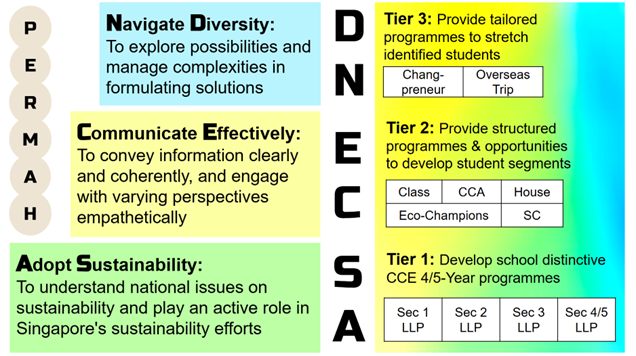 P
E
R
M
A
H
Navigate Diversity:
To explore possibilities and
manage complexities in
formulating solutions
Communicate Effectively:
To convey information clearly
and coherently, and engage
with varying perspectives
empathetically
Adopt Sustainability:
To understand national issues on
sustainability and play an active role in
Singapore's sustainability efforts
D
N
E
C
S
A
Tier 3: Provide tailored
programmes to stretch
identified students
Chang-
preneur
Overseas
Trip
Tier 2: Provide structured
programmes & opportunities
to develop student segments
Class CCA House
Eco-Champions SC
Tier 1: Develop school distinctive
CCE 4/5-Year programmes
Sec 1
LLP
Sec 2
LLP
Sec 3
LLP
Sec 4/5
LLP